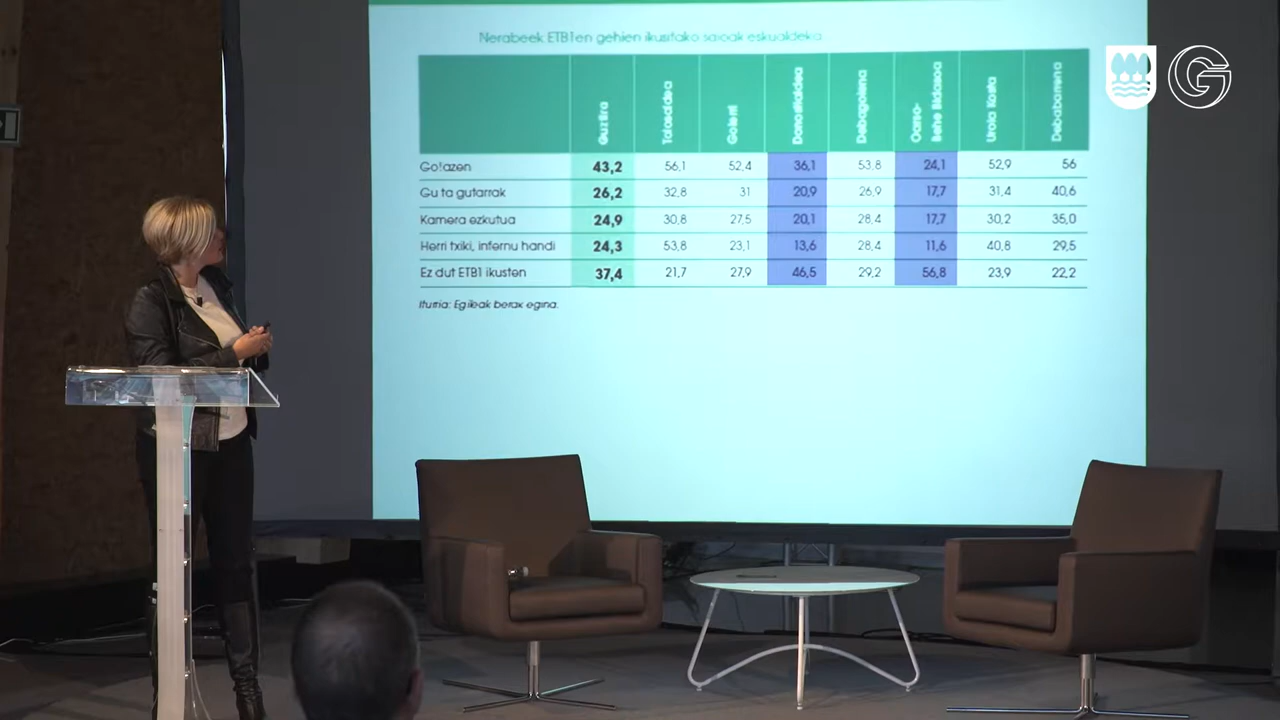 Nerabeek ETB1en gehien ikusitako saioak eskualdeka
Guztira Tolosaldea Goierri Donostialdea Debagoiena Oarso-Behe Bidasoa Urola Kosta Debabarrena
Go!azen 43,2 56,1 52,4 36,1 53,8 24,1 52,9 56
Gu ta gutarrak 26,2 32,8 31 20,9 26,9 17,7 31,4 40,6
Kamera ezkutua 24,9 30,8 27,5 20,1 28,4 17,7 30,2 35,0
Herri txiki, infernu handi 24,3 53,8 23,1 13,6 28,4 11,6 40,8 29,5
Ez dut ETB1 ikusten 37,4 21,7 27,9 46,5 29,2 56,8 23,9 22,2
Iturria: Egileak berak egina.
G